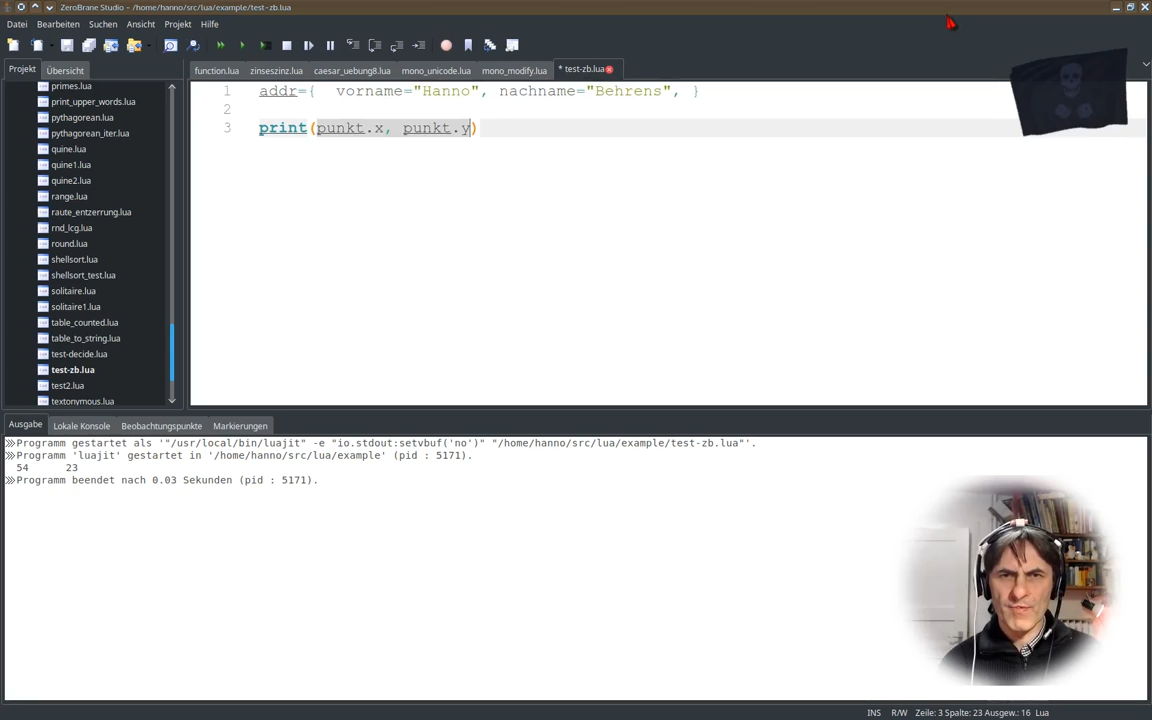 ZeroBrane Studio - /home/hanno/src/lua/example/test-zb.lua
Datei Bearbeiten Suchen Ansicht Projekt Hilfe
Projekt Übersicht
function.lua zinseszinz.lua caesar_uebung8.lua mono_unicode.lua mono_modify.lua * test-zb.lua
primes.lua
print_upper_words.lua
pythagorean.lua
pythagorean_iter.lua
quine.lua
quine1.lua
quine2.lua
range.lua
raute_entzerrung.lua
rnd_lcg.lua
round.lua
shellsort.lua
shellsort_test.lua
solitaire.lua
solitaire1.lua
table_counted.lua
table_to_string.lua
test-decide.lua
test-zb.lua
test2.lua
textonymous.lua
1 addr={ vorname="Hanno", nachname="Behrens", }
2
3 print(punkt.x, punkt.y)
Ausgabe Lokale Konsole Beobachtungspunkte Markierungen
Programm gestartet als '"/usr/local/bin/luajit" -e "io.stdout:setvbuf('no')" "/home/hanno/src/lua/example/test-zb.lua"'.
Programm 'luajit' gestartet in '/home/hanno/src/lua/example' (pid : 5171).
54 23
Programm beendet nach 0.03 Sekunden (pid : 5171).
INS R/W Zeile: 3 Spalte: 23 Ausgew.: 16 Lua